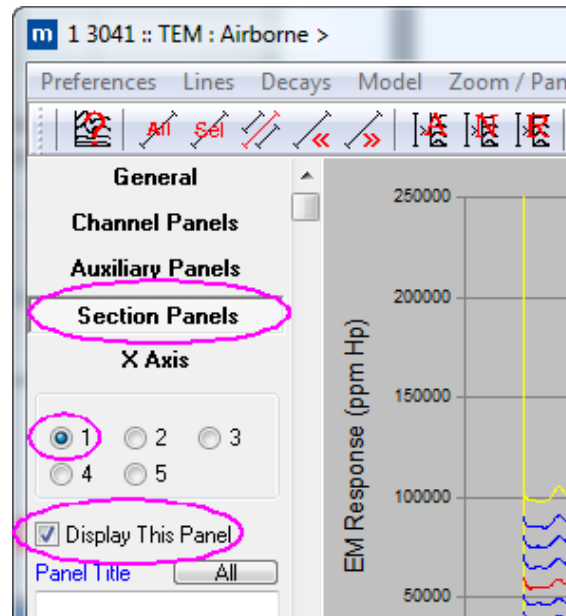 m 1 3041 :: TEM : Airborne >
Preferences Lines Decays Model Zoom / Pan
? All Sel « » A N R
General
Channel Panels
Auxiliary Panels
Section Panels
X Axis
1 2 3
4 5
Display This Panel
Panel Title All
EM Response (ppm Hp)
250000
200000
150000
100000
50000